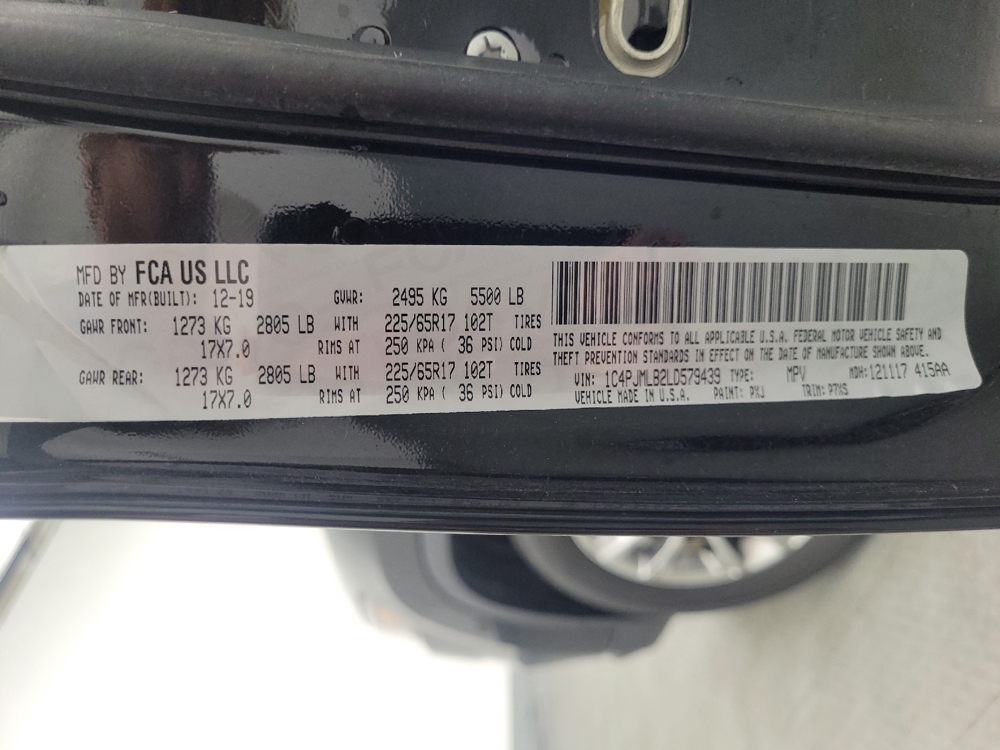 MFD BY FCA US LLC
DATE OF MFR(BUILT): 12-19 GVWR: 2495 KG 5500 LB
GAWR FRONT: 1273 KG 2805 LB WITH 225/65R17 102T TIRES
17X7.0 RIMS AT 250 KPA ( 36 PSI) COLD
GAWR REAR: 1273 KG 2805 LB WITH 225/65R17 102T TIRES
17X7.0 RIMS AT 250 KPA ( 36 PSI) COLD
THIS VEHICLE CONFORMS TO ALL APPLICABLE U.S.A. FEDERAL MOTOR VEHICLE SAFETY AND
THEFT PREVENTION STANDARDS IN EFFECT ON THE DATE OF MANUFACTURE SHOWN ABOVE.
VIN: 1C4PJMLB2LD579439 TYPE: MPV MDH:121117 415AA
VEHICLE MADE IN U.S.A. PAINT: PXJ TRIM: P7XS